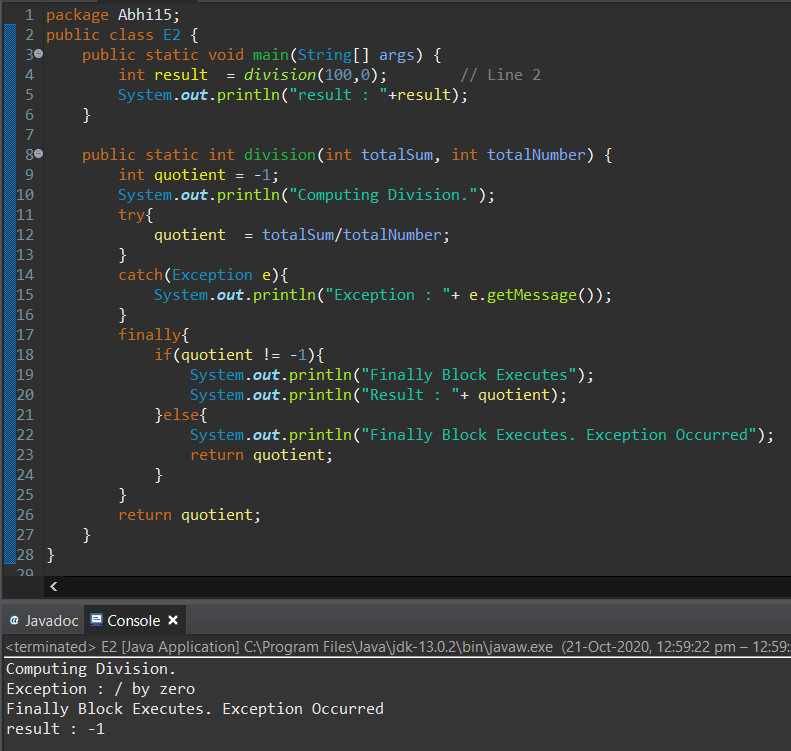 1 package Abhi15;
2 public class E2 {
3     public static void main(String[] args) {
4         int result  = division(100,0);        // Line 2
5         System.out.println("result : "+result);
6     }
7
8     public static int division(int totalSum, int totalNumber) {
9         int quotient = -1;
10         System.out.println("Computing Division.");
11         try{
12             quotient  = totalSum/totalNumber;
13         }
14         catch(Exception e){
15             System.out.println("Exception : "+ e.getMessage());
16         }
17         finally{
18             if(quotient != -1){
19                 System.out.println("Finally Block Executes");
20                 System.out.println("Result : "+ quotient);
21             }else{
22                 System.out.println("Finally Block Executes. Exception Occurred");
23                 return quotient;
24             }
25         }
26         return quotient;
27     }
28 }
29
@ Javadoc Console
<terminated> E2 [Java Application] C:\Program Files\Java\jdk-13.0.2\bin\javaw.exe  (21-Oct-2020, 12:59:22 pm – 12:59:
Computing Division.
Exception : / by zero
Finally Block Executes. Exception Occurred
result : -1